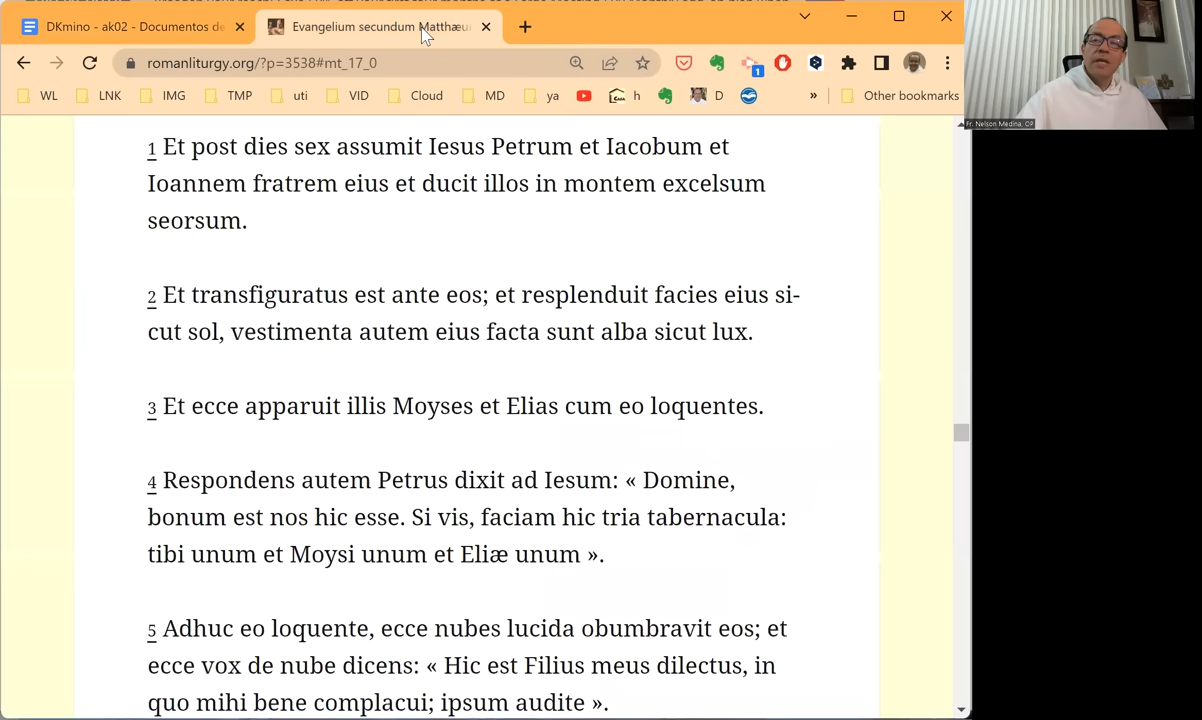 DKmino - ak02 - Documentos de
Evangelium secundum Matthæum
romanliturgy.org/?p=3538#mt_17_0
1
WL LNK IMG TMP uti VID Cloud MD ya h D » Other bookmarks
Fr. Nelson Medina, OP
1 Et post dies sex assumit Iesus Petrum et Iacobum et
Ioannem fratrem eius et ducit illos in montem excelsum
seorsum.
2 Et transfiguratus est ante eos; et resplenduit facies eius si-
cut sol, vestimenta autem eius facta sunt alba sicut lux.
3 Et ecce apparuit illis Moyses et Elias cum eo loquentes.
4 Respondens autem Petrus dixit ad Iesum: « Domine,
bonum est nos hic esse. Si vis, faciam hic tria tabernacula:
tibi unum et Moysi unum et Eliæ unum ».
5 Adhuc eo loquente, ecce nubes lucida obumbravit eos; et
ecce vox de nube dicens: « Hic est Filius meus dilectus, in
quo mihi bene complacui; ipsum audite ».